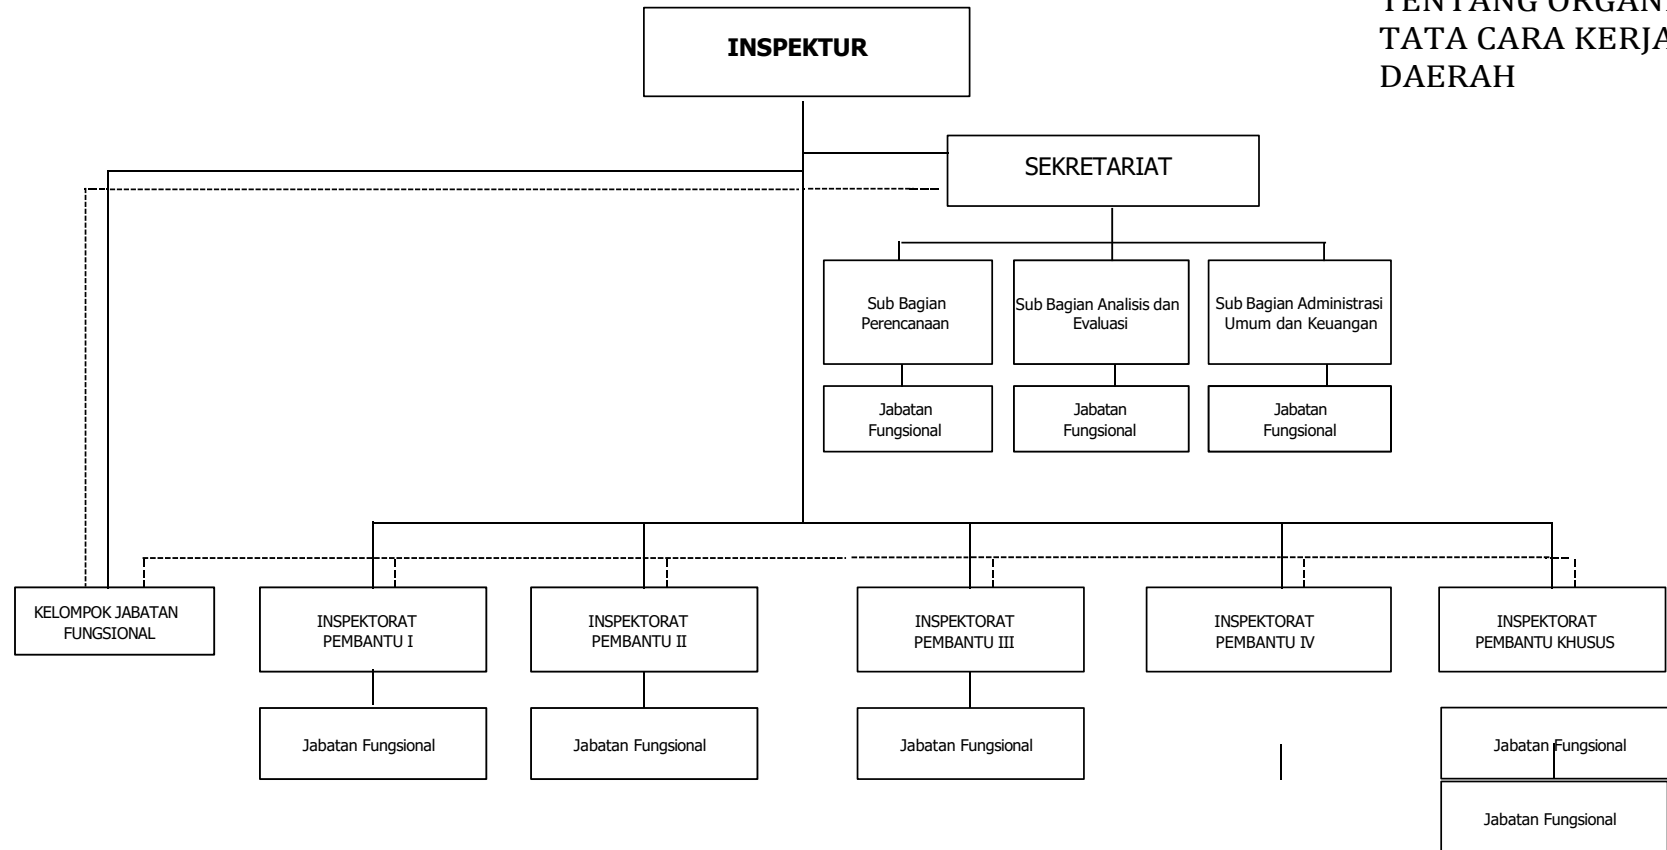 TENTANG ORGANI
TATA CARA KERJA
DAERAH
INSPEKTUR
SEKRETARIAT
Sub Bagian
Perencanaan
Sub Bagian Analisis dan
Evaluasi
Sub Bagian Administrasi
Umum dan Keuangan
Jabatan
Fungsional
Jabatan
Fungsional
Jabatan
Fungsional
KELOMPOK JABATAN
FUNGSIONAL
INSPEKTORAT
PEMBANTU I
INSPEKTORAT
PEMBANTU II
INSPEKTORAT
PEMBANTU III
INSPEKTORAT
PEMBANTU IV
INSPEKTORAT
PEMBANTU KHUSUS
Jabatan Fungsional
Jabatan Fungsional
Jabatan Fungsional
Jabatan Fungsional
Jabatan Fungsional